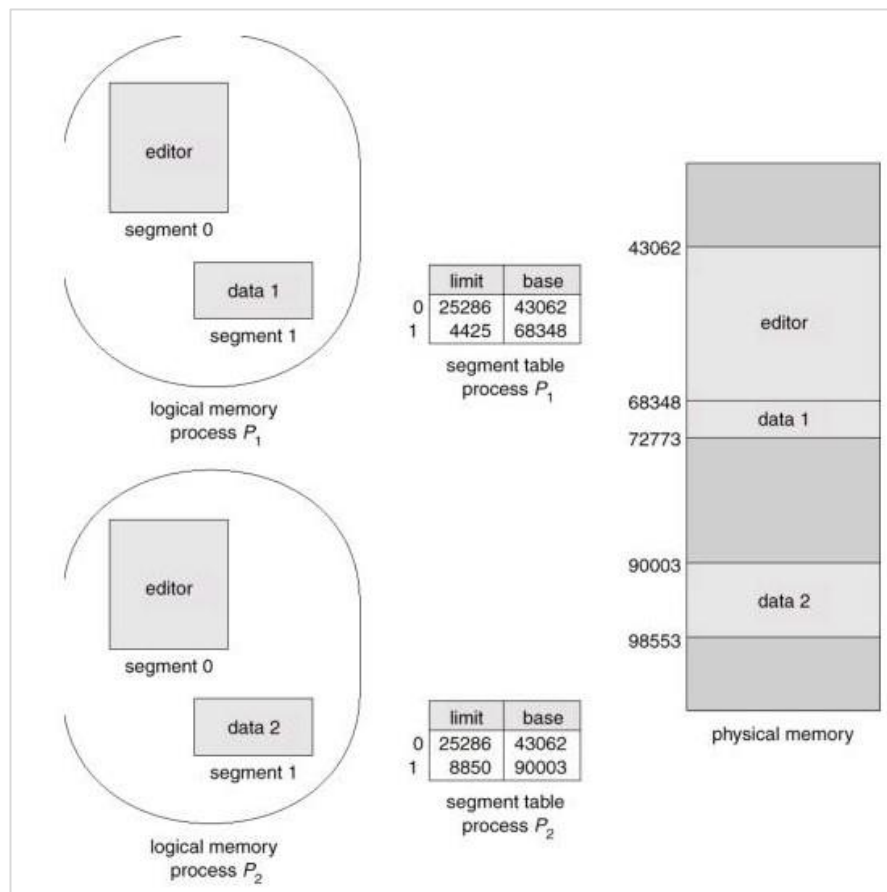 editor
segment 0
data 1
segment 1
logical memory
process P1
limit base
0 25286 43062
1 4425 68348
segment table
process P1
43062
editor
68348
data 1
72773
90003
data 2
98553
physical memory
editor
segment 0
data 2
segment 1
logical memory
process P2
limit base
0 25286 43062
1 8850 90003
segment table
process P2